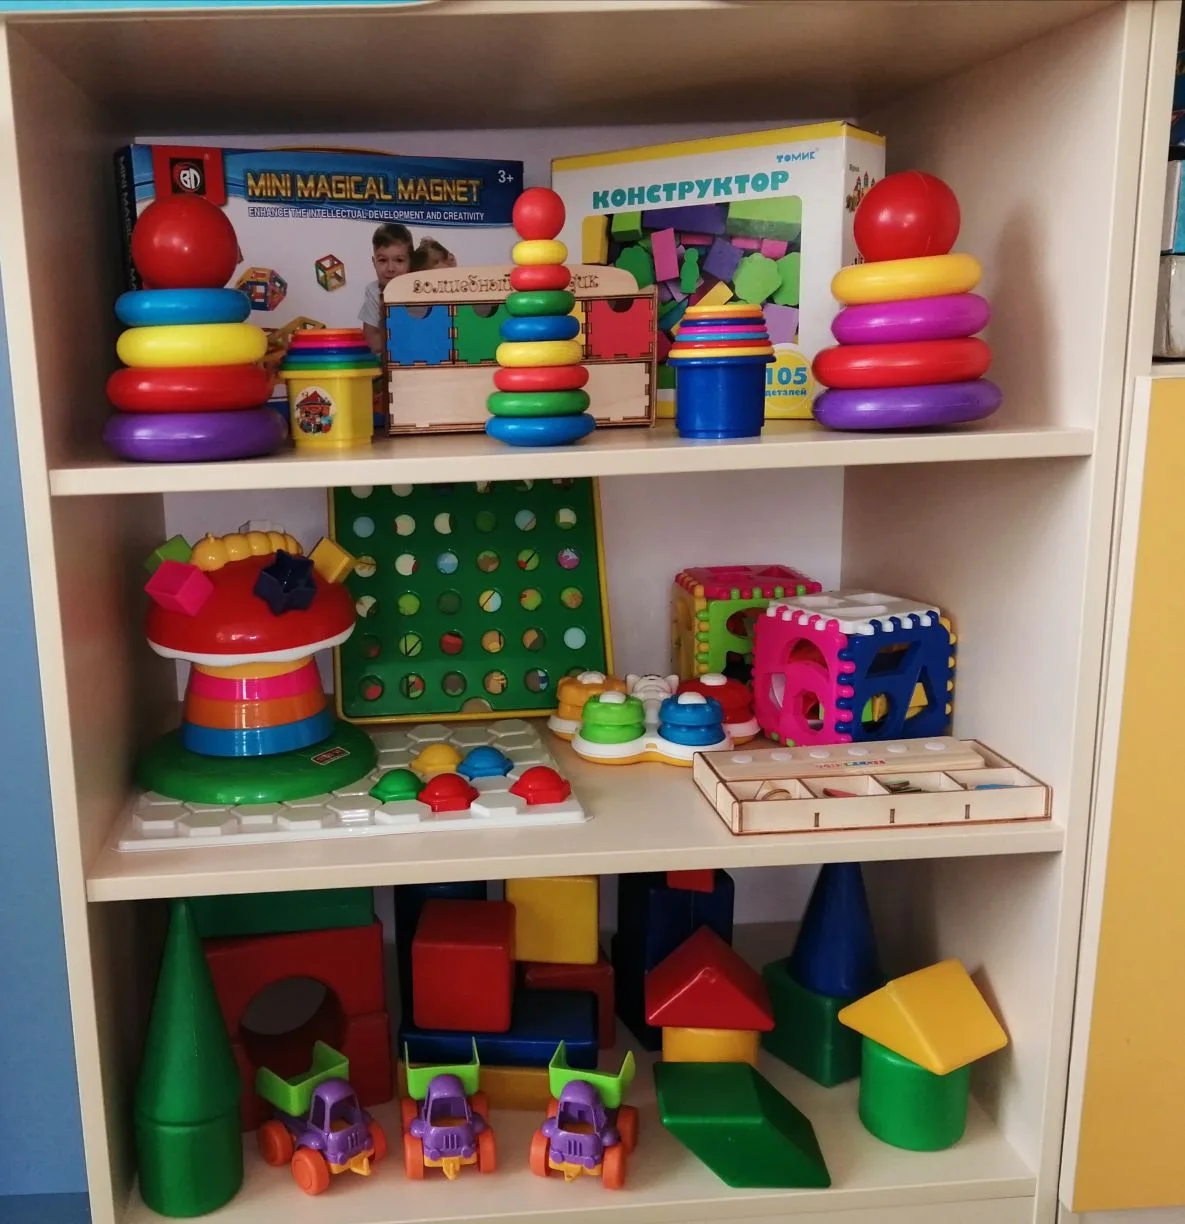 MINI MAGICAL MAGNET
3+
ENHANCE THE INTELLECTUAL DEVELOPMENT AND CREATIVITY
ТОМИК
КОНСТРУКТОР
105
деталей